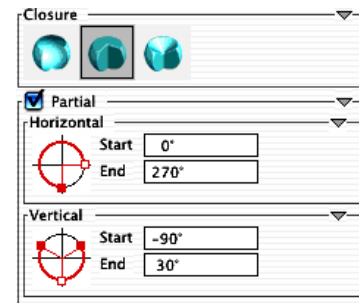 Closure
Partial
Horizontal
Start 0°
End 270°
Vertical
Start -90°
End 30°